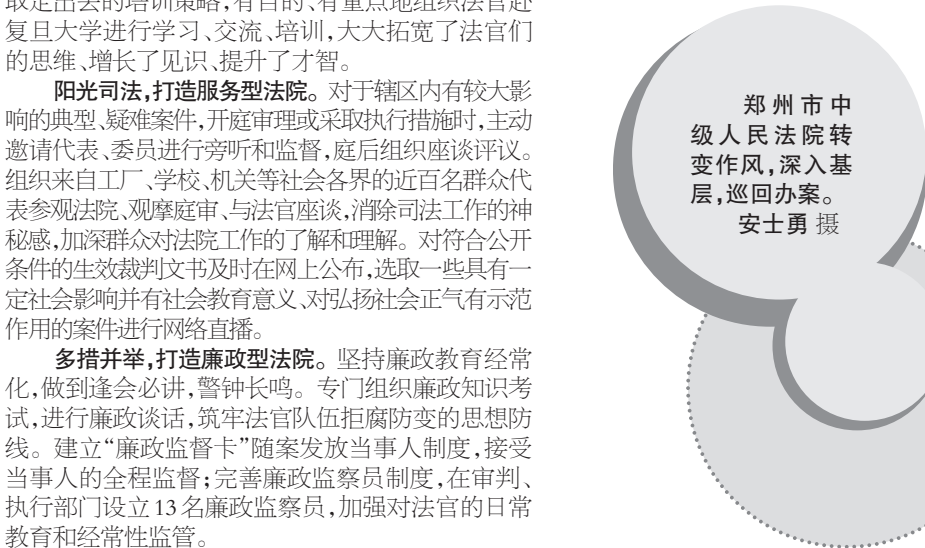 取走出去的培训策略,有目的、有重点地组织法官赴
复旦大学进行学习、交流、培训,大大拓宽了法官们
的思维、增长了见识、提升了才智。
阳光司法,打造服务型法院。对于辖区内有较大影
响的典型、疑难案件,开庭审理或采取执行措施时,主动
邀请代表、委员进行旁听和监督,庭后组织座谈评议。
组织来自工厂、学校、机关等社会各界的近百名群众代
表参观法院、观摩庭审、与法官座谈,消除司法工作的神
秘感,加深群众对法院工作的了解和理解。对符合公开
条件的生效裁判文书及时在网上公布,选取一些具有一
定社会影响并有社会教育意义、对弘扬社会正气有示范
作用的案件进行网络直播。
多措并举,打造廉政型法院。坚持廉政教育经常
化,做到逢会必讲,警钟长鸣。专门组织廉政知识考
试,进行廉政谈话,筑牢法官队伍拒腐防变的思想防
线。建立“廉政监督卡”随案发放当事人制度,接受
当事人的全程监督;完善廉政监察员制度,在审判、
执行部门设立13名廉政监察员,加强对法官的日常
教育和经常性监管。
郑州市中
级人民法院转
变作风,深入基
层,巡回办案。
安士勇 摄